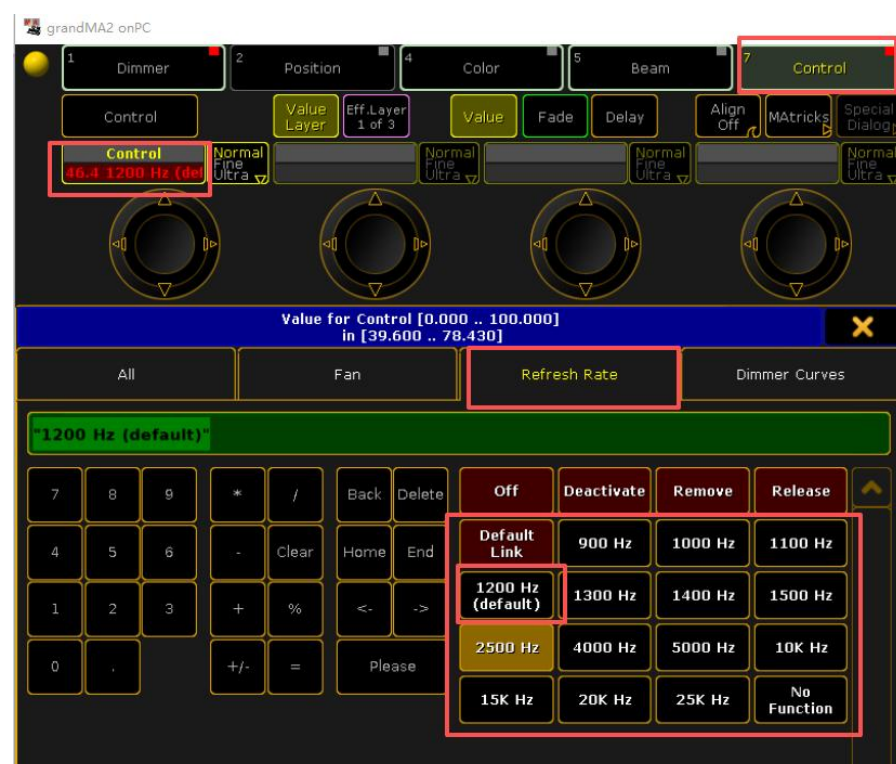 grandMA2 onPC
1 Dimmer 2 Position 4 Color 5 Beam 7 Control
Control Value Layer Eff.Layer 1 of 3 Value Fade Delay Align Off MAtricks Special Dialog
Control
46.4 1200 Hz (def
Normal
Fine
Ultra
Normal
Fine
Ultra
Normal
Fine
Ultra
Normal
Fine
Ultra
Value for Control [0.000 .. 100.000]
in [39.600 .. 78.430]
All Fan Refresh Rate Dimmer Curves
"1200 Hz (default)"
7 8 9 * / Back Delete Off Deactivate Remove Release
4 5 6 - Clear Home End Default Link 900 Hz 1000 Hz 1100 Hz
1 2 3 + % <- -> 1200 Hz (default) 1300 Hz 1400 Hz 1500 Hz
0 . +/- = Please 2500 Hz 4000 Hz 5000 Hz 10K Hz
15K Hz 20K Hz 25K Hz No Function